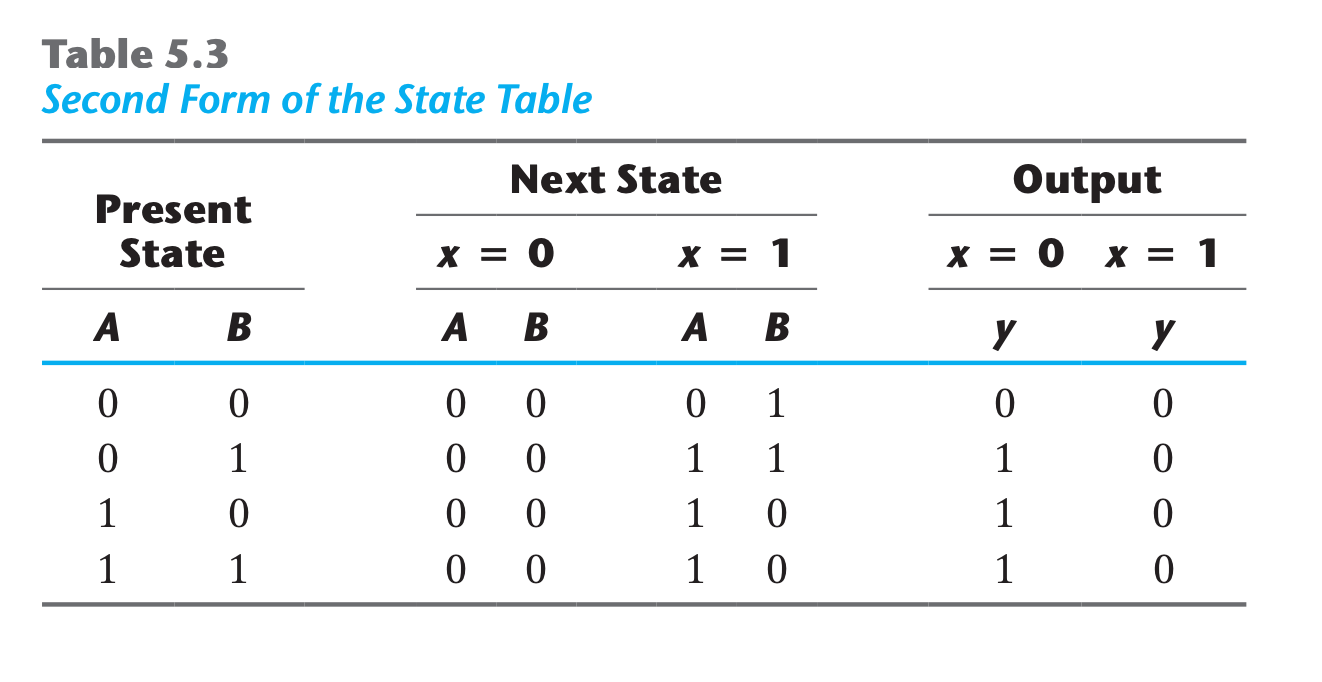 Table 5.3
Second Form of the State Table
Next State Output
Present
State
x = 0 x = 1 x = 0 x = 1
A B A B A B y y
0 0 0 0 0 1 0 0
0 1 0 0 1 1 1 0
1 0 0 0 1 0 1 0
1 1 0 0 1 0 1 0